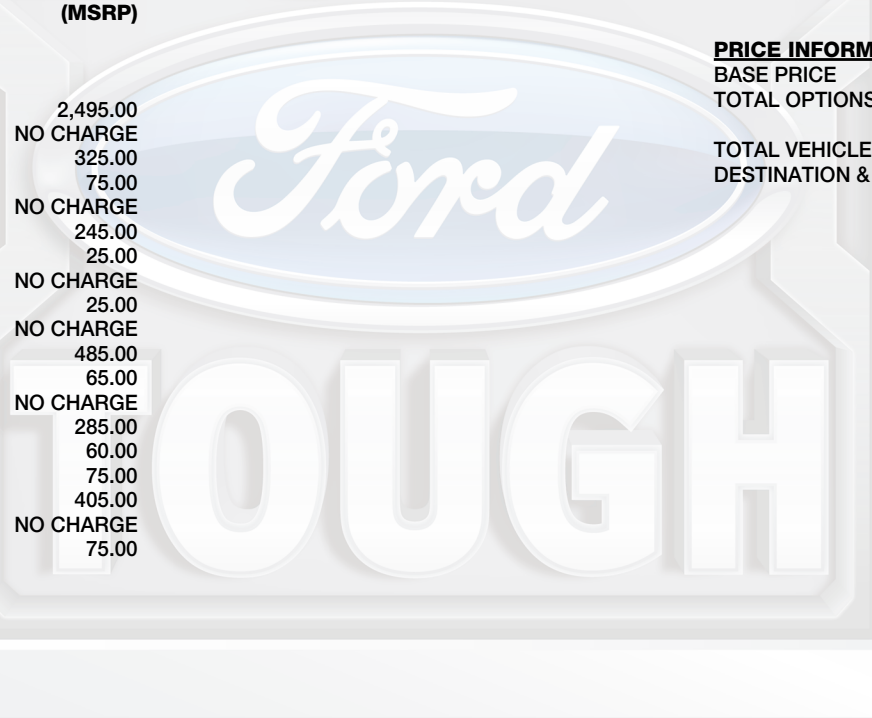 (MSRP)
2,495.00
NO CHARGE
325.00
75.00
NO CHARGE
245.00
25.00
NO CHARGE
25.00
NO CHARGE
485.00
65.00
NO CHARGE
285.00
60.00
75.00
405.00
NO CHARGE
75.00
PRICE INFORM
BASE PRICE
TOTAL OPTIONS
TOTAL VEHICLE
DESTINATION &
Ford
TOUGH